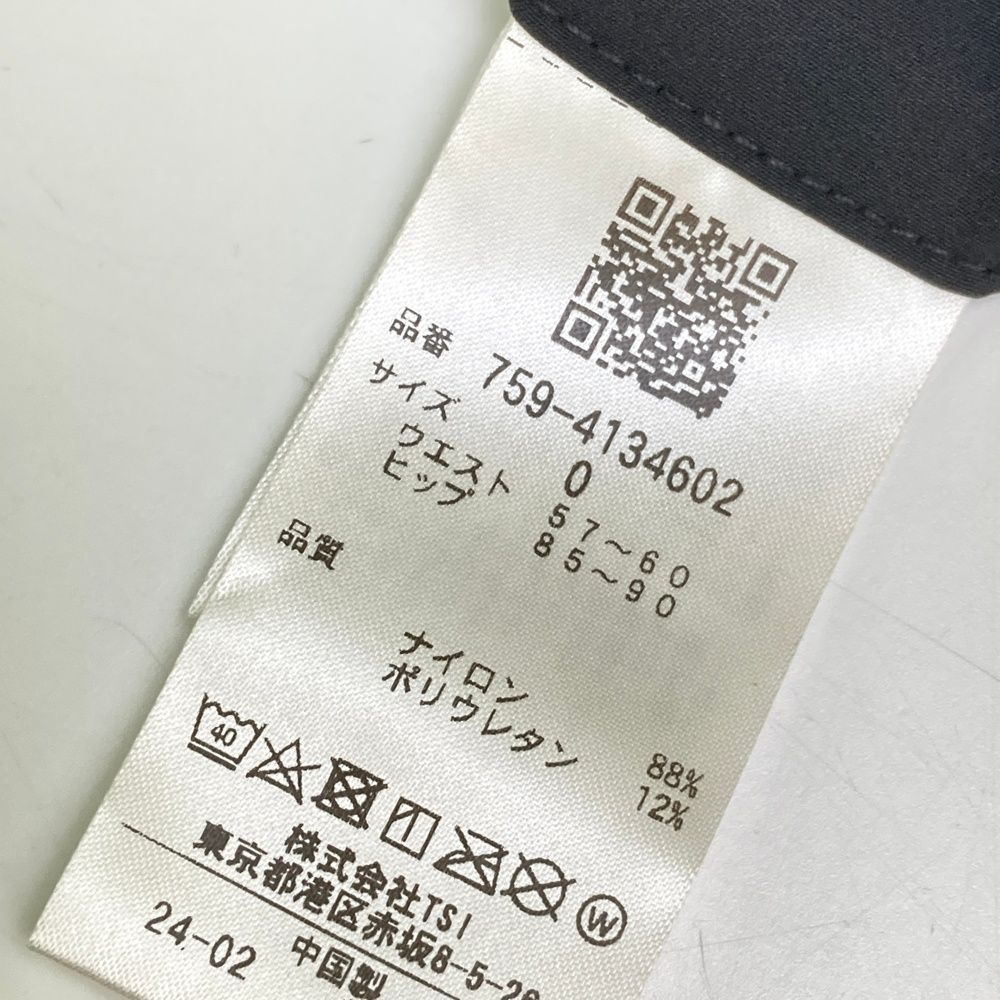 品番 759-4134602
サイズ 0
ウエスト 57～60
ヒップ 85～90
品質
ナイロン 88%
ポリウレタン 12%
40
W
株式会社TSI
東京都港区赤坂8-5-26
24-02 中国製